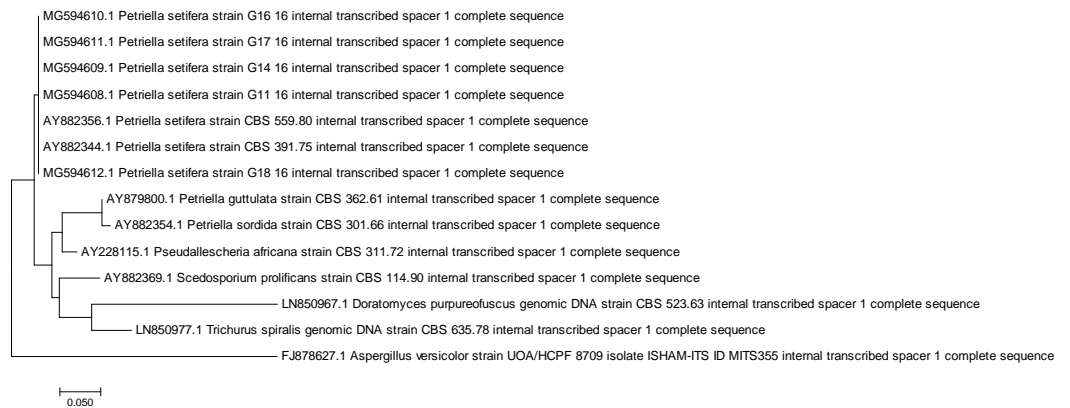 MG594610.1 Petriella setifera strain G16 16 internal transcribed spacer 1 complete sequence
MG594611.1 Petriella setifera strain G17 16 internal transcribed spacer 1 complete sequence
MG594609.1 Petriella setifera strain G14 16 internal transcribed spacer 1 complete sequence
MG594608.1 Petriella setifera strain G11 16 internal transcribed spacer 1 complete sequence
AY882356.1 Petriella setifera strain CBS 559.80 internal transcribed spacer 1 complete sequence
AY882344.1 Petriella setifera strain CBS 391.75 internal transcribed spacer 1 complete sequence
MG594612.1 Petriella setifera strain G18 16 internal transcribed spacer 1 complete sequence
AY879800.1 Petriella guttulata strain CBS 362.61 internal transcribed spacer 1 complete sequence
AY882354.1 Petriella sordida strain CBS 301.66 internal transcribed spacer 1 complete sequence
AY228115.1 Pseudallescheria africana strain CBS 311.72 internal transcribed spacer 1 complete sequence
AY882369.1 Scedosporium prolificans strain CBS 114.90 internal transcribed spacer 1 complete sequence
LN850967.1 Doratomyces purpureofuscus genomic DNA strain CBS 523.63 internal transcribed spacer 1 complete sequence
LN850977.1 Trichurus spiralis genomic DNA strain CBS 635.78 internal transcribed spacer 1 complete sequence
FJ878627.1 Aspergillus versicolor strain UOA/HCPF 8709 isolate ISHAM-ITS ID MITS355 internal transcribed spacer 1 complete sequence
0.050